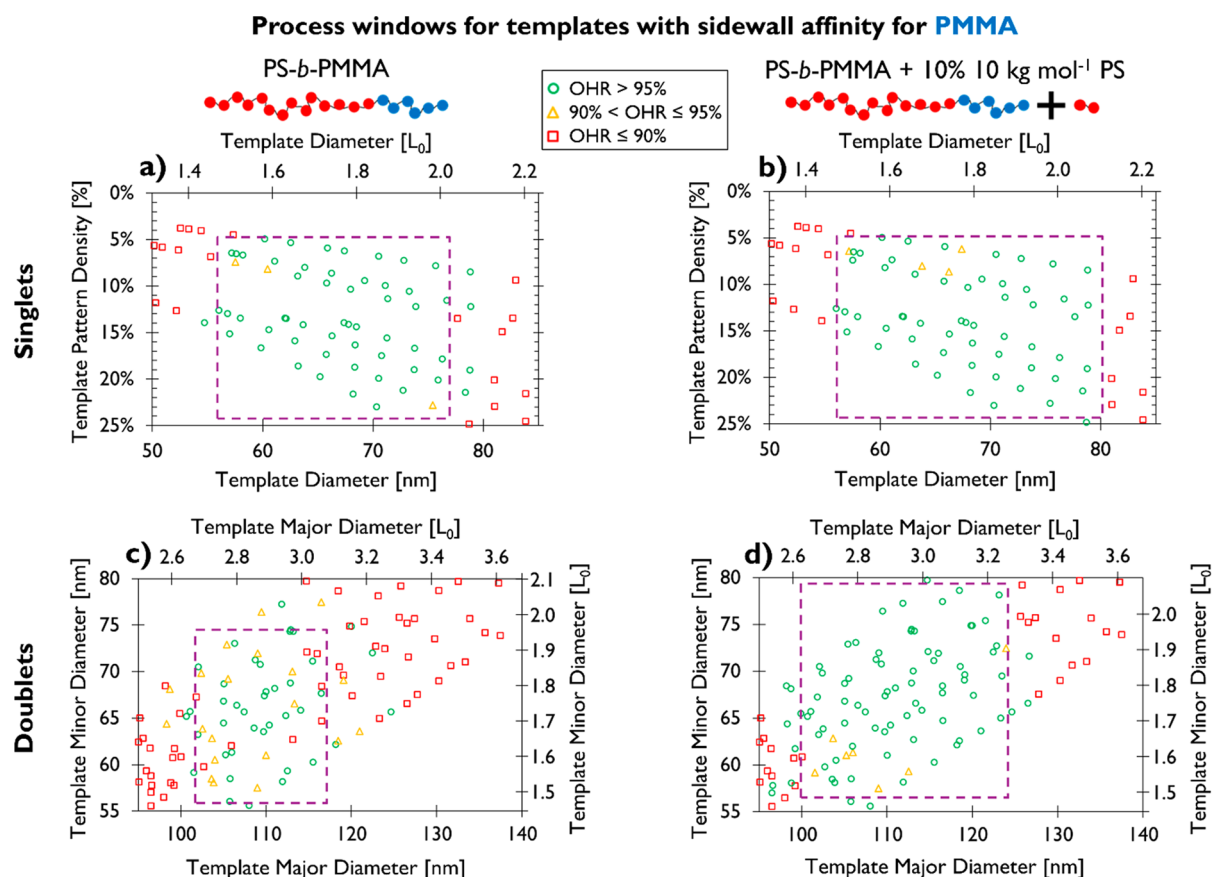 Process windows for templates with sidewall affinity for PMMA
PS-b-PMMA
PS-b-PMMA + 10% 10 kg mol⁻¹ PS
OHR > 95%
90% < OHR ≤ 95%
OHR ≤ 90%
Singlets
a)
Template Diameter [L₀]
1.4 1.6 1.8 2.0 2.2
Template Pattern Density [%]
0%
5%
10%
15%
20%
25%
50 60 70 80
Template Diameter [nm]
b)
Template Diameter [L₀]
1.4 1.6 1.8 2.0 2.2
Template Pattern Density [%]
0%
5%
10%
15%
20%
25%
50 60 70 80
Template Diameter [nm]
Doublets
c)
Template Major Diameter [L₀]
2.6 2.8 3.0 3.2 3.4 3.6
Template Minor Diameter [nm]
80
75
70
65
60
55
2.1
2.0
1.9
1.8
1.7
1.6
1.5
Template Minor Diameter [L₀]
100 110 120 130 140
Template Major Diameter [nm]
d)
Template Major Diameter [L₀]
2.6 2.8 3.0 3.2 3.4 3.6
Template Minor Diameter [nm]
80
75
70
65
60
55
2.0
1.9
1.8
1.7
1.6
1.5
Template Minor Diameter [L₀]
100 110 120 130 140
Template Major Diameter [nm]